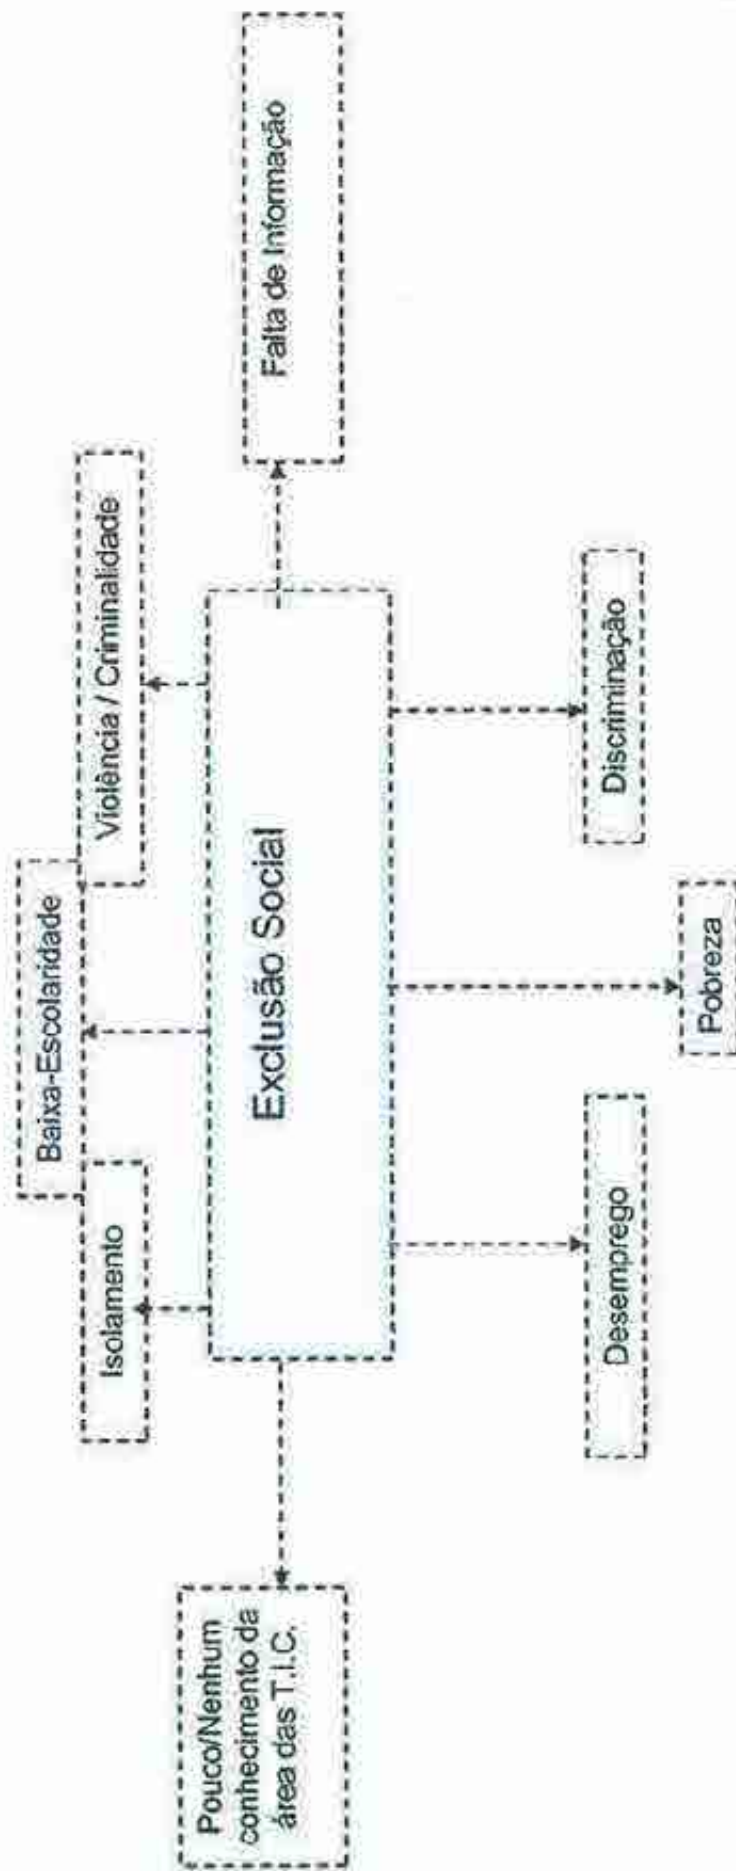 Baixa-Escolaridade
Isolamento
Violência / Criminalidade
Pouco/Nenhum
conhecimento da
área das T.I.C.
Exclusão Social
Falta de Informação
Desemprego
Discriminação
Pobreza